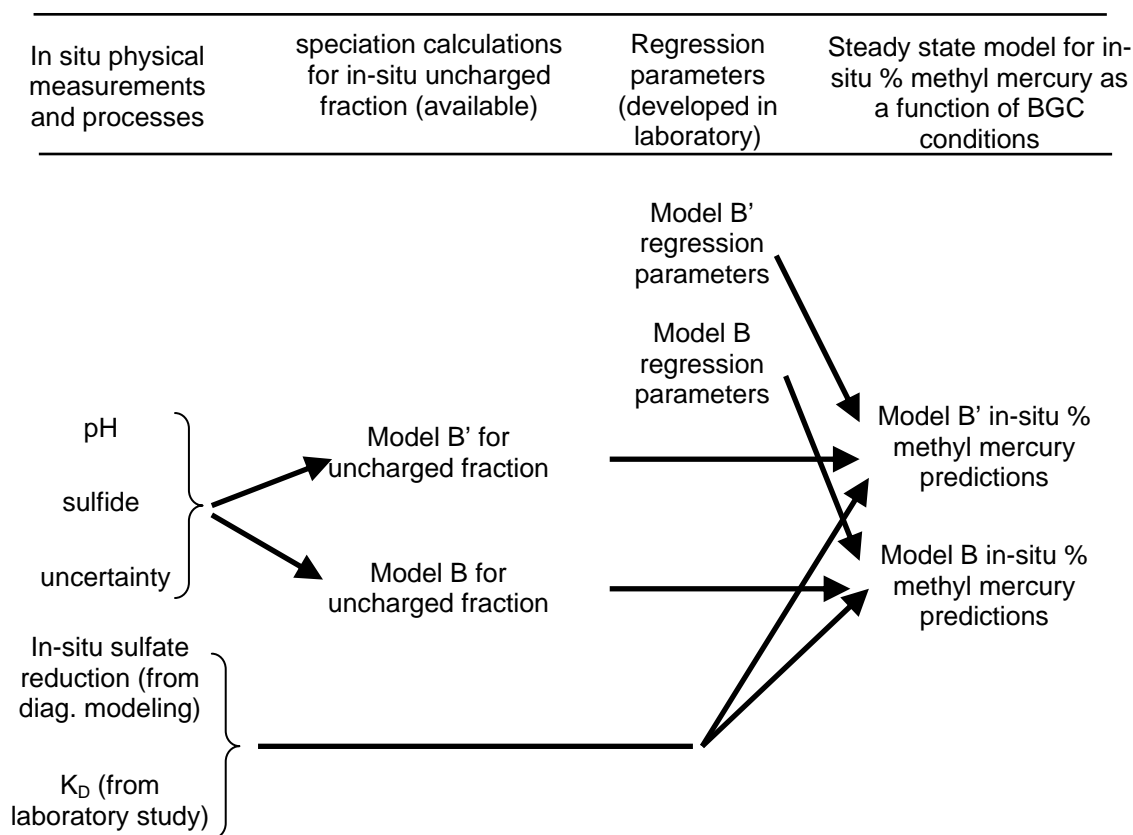 In situ physical
measurements
and processes
speciation calculations
for in-situ uncharged
fraction (available)
Regression
parameters
(developed in
laboratory)
Steady state model for in-
situ % methyl mercury as
a function of BGC
conditions
Model B’
regression
parameters
Model B
regression
parameters
pH
sulfide
uncertainty
Model B’ for
uncharged fraction
Model B for
uncharged fraction
Model B’ in-situ %
methyl mercury
predictions
Model B in-situ %
methyl mercury
predictions
In-situ sulfate
reduction (from
diag. modeling)
K_D (from
laboratory study)